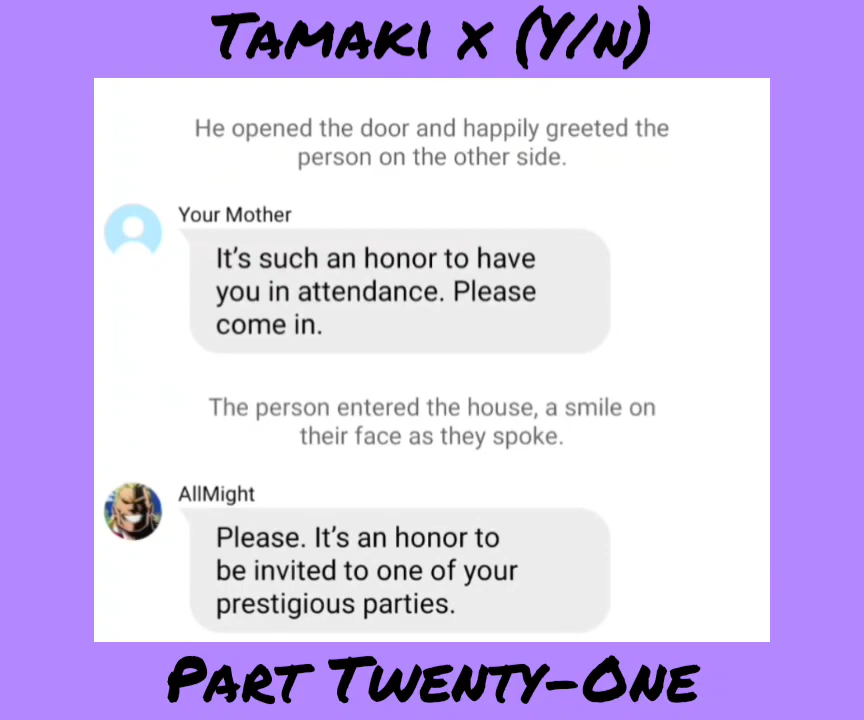 Tamaki x (Y/N)
He opened the door and happily greeted the
person on the other side.
Your Mother
It's such an honor to have
you in attendance. Please
come in.
The person entered the house, a smile on
their face as they spoke.
AllMight
Please. It's an honor to
be invited to one of your
prestigious parties.
Part Twenty-One